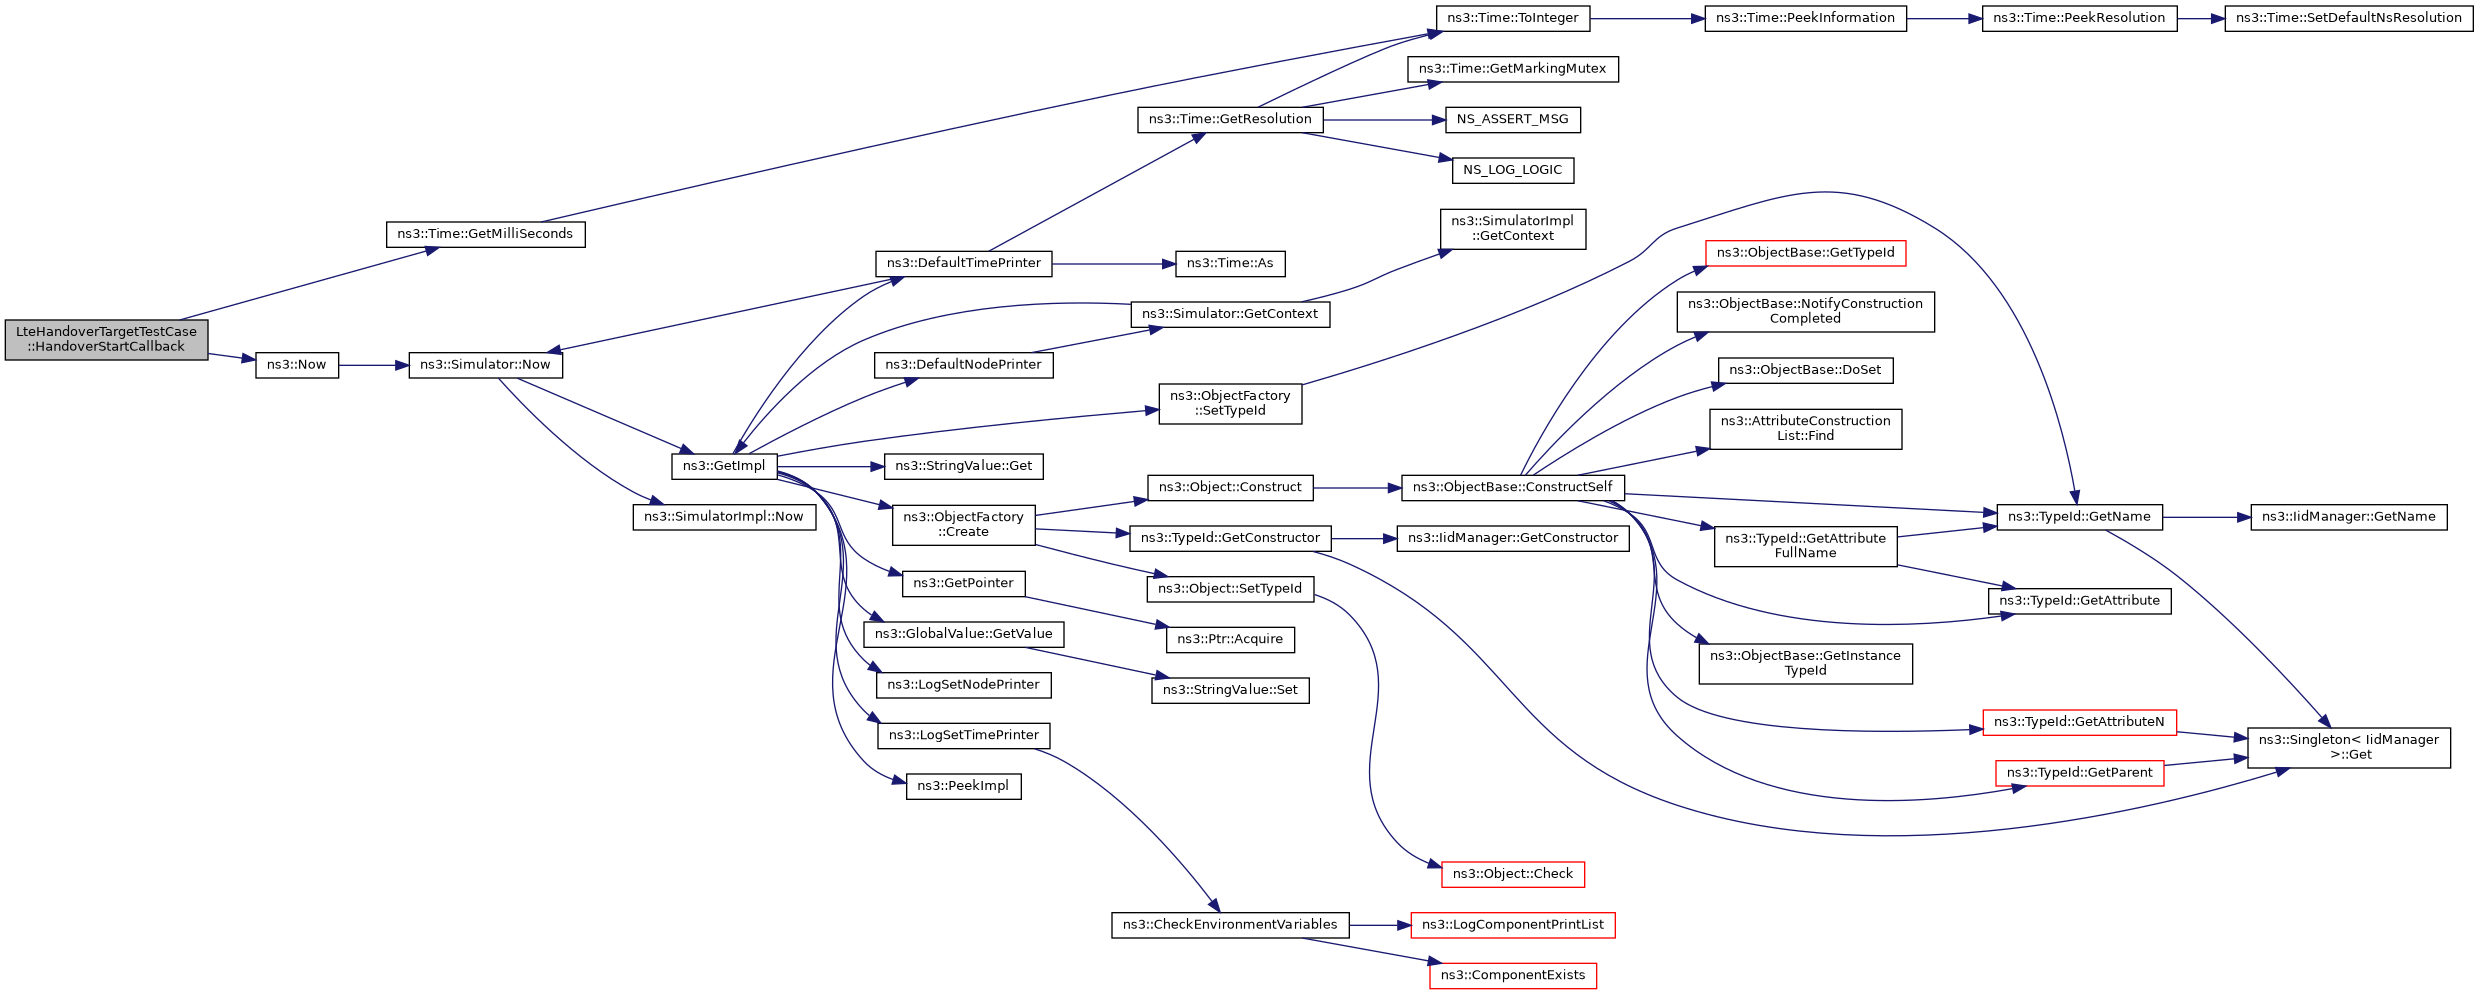 LteHandoverTargetTestCase
::HandoverStartCallback
ns3::Time::GetMilliSeconds
ns3::Now
ns3::Simulator::Now
ns3::GetImpl
ns3::SimulatorImpl::Now
ns3::DefaultTimePrinter
ns3::DefaultNodePrinter
ns3::StringValue::Get
ns3::ObjectFactory
::Create
ns3::GetPointer
ns3::GlobalValue::GetValue
ns3::LogSetNodePrinter
ns3::LogSetTimePrinter
ns3::PeekImpl
ns3::Time::GetResolution
ns3::Time::As
ns3::Simulator::GetContext
ns3::ObjectFactory
::SetTypeId
ns3::Object::Construct
ns3::TypeId::GetConstructor
ns3::Object::SetTypeId
ns3::Ptr::Acquire
ns3::StringValue::Set
ns3::CheckEnvironmentVariables
ns3::Time::ToInteger
ns3::Time::GetMarkingMutex
NS_ASSERT_MSG
NS_LOG_LOGIC
ns3::SimulatorImpl
::GetContext
ns3::ObjectBase::ConstructSelf
ns3::IidManager::GetConstructor
ns3::Object::Check
ns3::LogComponentPrintList
ns3::ComponentExists
ns3::Time::PeekInformation
ns3::ObjectBase::GetTypeId
ns3::ObjectBase::NotifyConstruction
Completed
ns3::ObjectBase::DoSet
ns3::AttributeConstruction
List::Find
ns3::TypeId::GetAttribute
FullName
ns3::ObjectBase::GetInstance
TypeId
ns3::Time::PeekResolution
ns3::TypeId::GetName
ns3::TypeId::GetAttribute
ns3::TypeId::GetAttributeN
ns3::TypeId::GetParent
ns3::Time::SetDefaultNsResolution
ns3::IidManager::GetName
ns3::Singleton< IidManager
>::Get